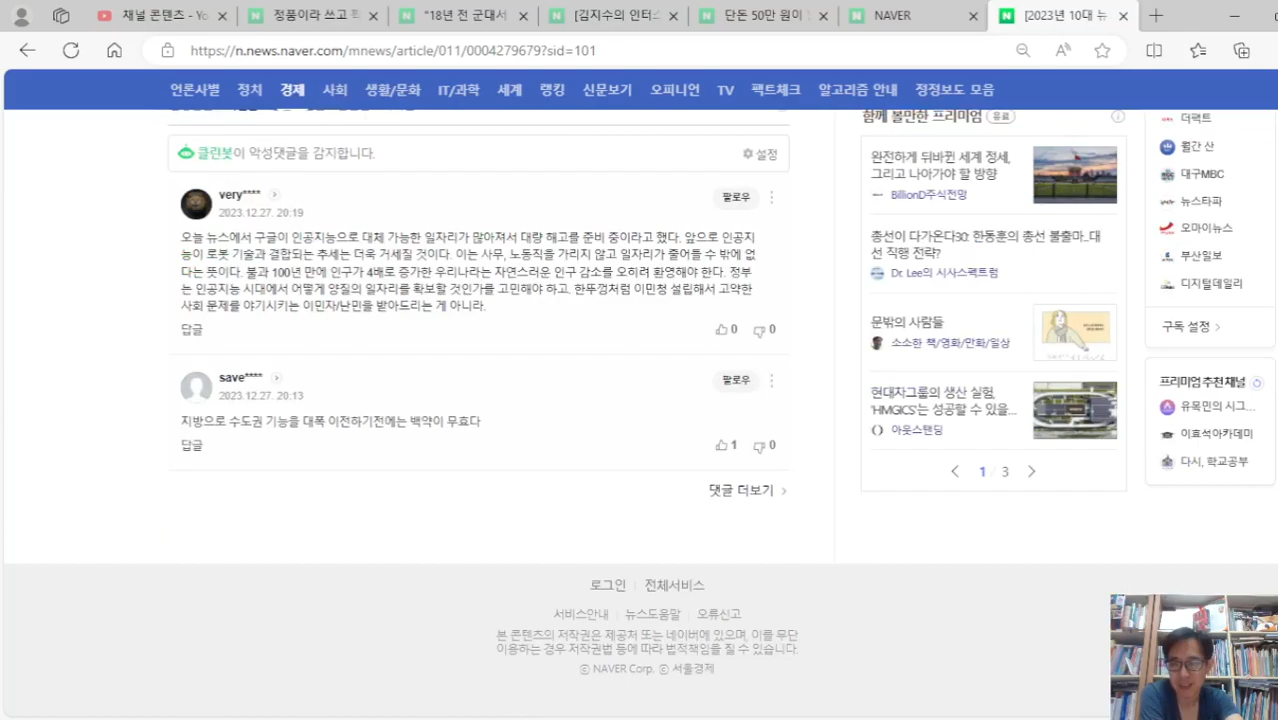 채널 콘텐츠 - Yo
정품이라 쓰고 ㅍ
"18년 전 군대서
[김지수의 인터스
단돈 50만 원이
NAVER
[2023년 10대 뉴
https://n.news.naver.com/mnews/article/011/0004279679?sid=101
언론사별 정치 경제 사회 생활/문화 IT/과학 세계 랭킹 신문보기 오피니언 TV 팩트체크 알고리즘 안내 정정보도 모음
클린봇이 악성댓글을 감지합니다.
설정
very****
2023.12.27. 20:19
팔로우
오늘 뉴스에서 구글이 인공지능으로 대체 가능한 일자리가 많아져서 대량 해고를 준비 중이라고 했다. 앞으로 인공지
능이 로봇 기술과 결합되는 추세는 더욱 거세질 것이다. 이는 사무, 노동직을 가리지 않고 일자리가 줄어들 수 밖에 없
다는 뜻이다. 불과 100년 만에 인구가 4배로 증가한 우리나라는 자연스러운 인구 감소를 오히려 환영해야 한다. 정부
는 인공지능 시대에서 어떻게 양질의 일자리를 확보할 것인가를 고민해야 하고, 한뚜껑처럼 이민청 설립해서 고약한
사회 문제를 야기시키는 이민자/난민을 받아드리는 게 아니라.
답글
0 0
save****
2023.12.27. 20:13
팔로우
지방으로 수도권 기능을 대폭 이전하기전에는 백약이 무효다
답글
1 0
댓글 더보기
함께 볼만한 프리미엄 유료
완전하게 뒤바뀐 세계 정세,
그리고 나아가야 할 방향
BillionD주식전망
총선이 다가온다30: 한동훈의 총선 불출마...대
선 직행 전략?
Dr. Lee의 시사스펙트럼
문밖의 사람들
소소한 책/영화/만화/일상
현대차그룹의 생산 실험,
'HMGICS'는 성공할 수 있을...
아웃스탠딩
1 3
더팩트
월간 산
대구MBC
뉴스타파
오마이뉴스
부산일보
디지털데일리
구독 설정
프리미엄 추천 채널
유목민의 시그...
이효석아카데미
다시, 학교공부
로그인 전체서비스
서비스안내 뉴스도움말 오류신고
본 콘텐츠의 저작권은 제공처 또는 네이버에 있으며, 이를 무단
이용하는 경우 저작권법 등에 따라 법적책임을 질 수 있습니다.
ⓒ NAVER Corp. ⓒ 서울경제